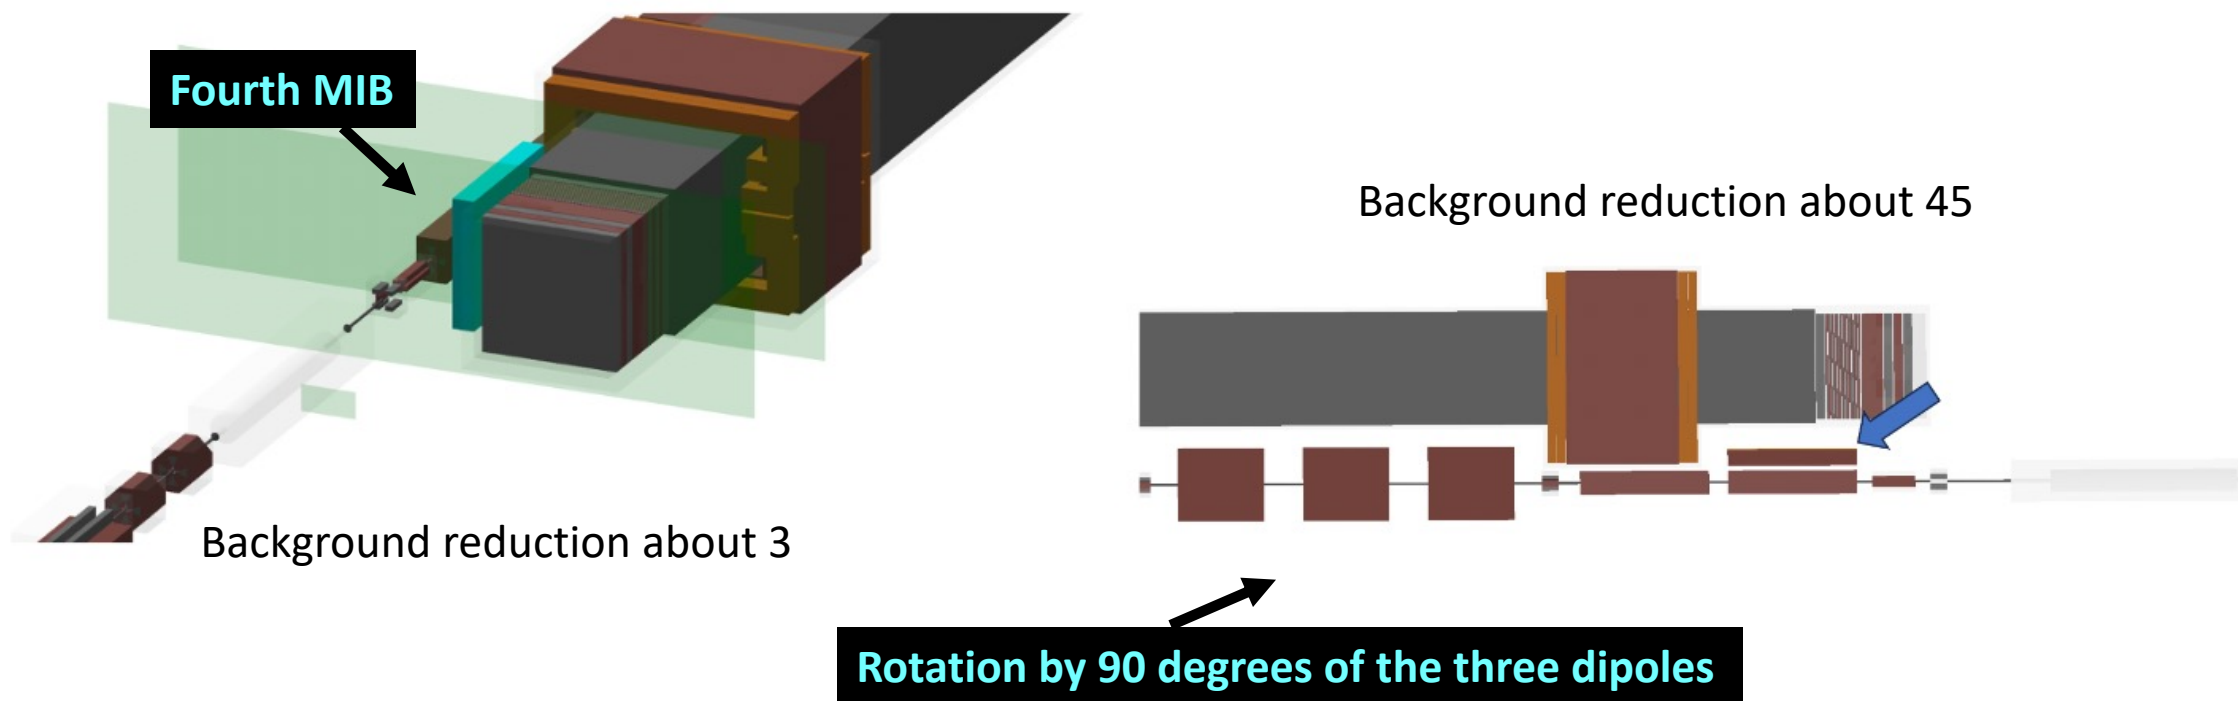 Fourth MIB
Background reduction about 45
Background reduction about 3
Rotation by 90 degrees of the three dipoles